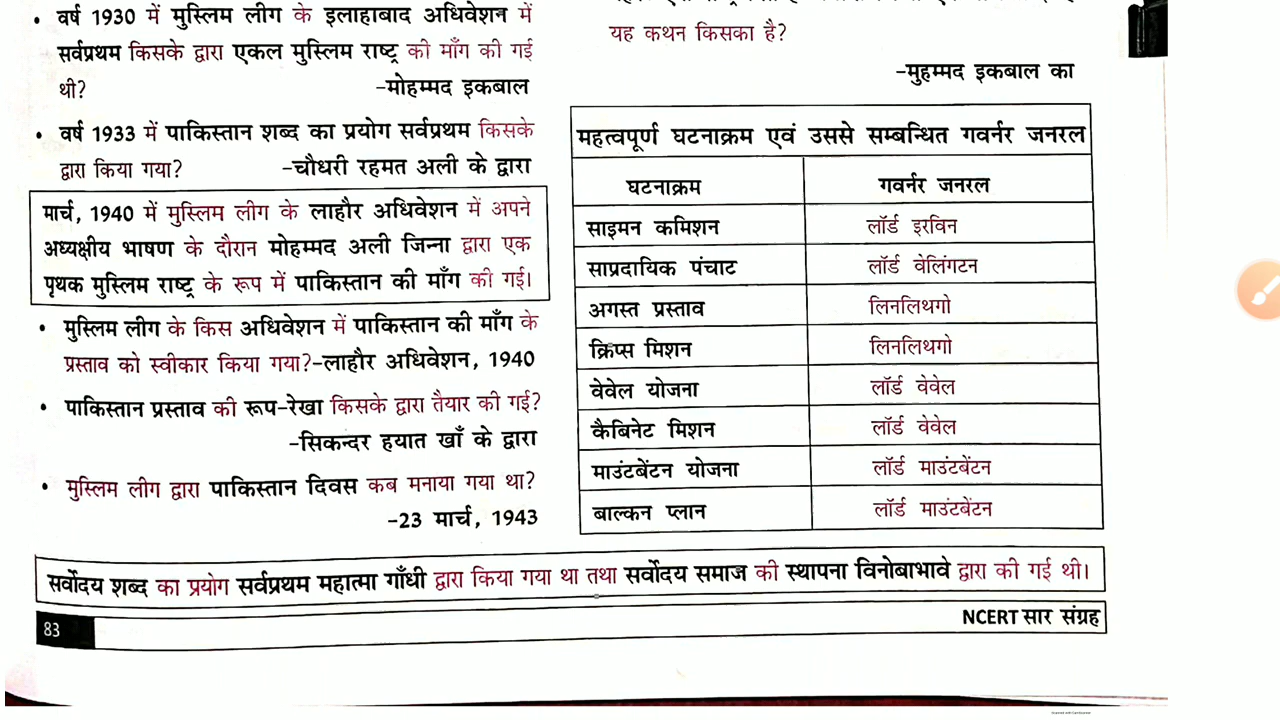 वर्ष 1930 में मुस्लिम लीग के इलाहाबाद अधिवेशन में
सर्वप्रथम किसके द्वारा एकल मुस्लिम राष्ट्र की माँग की गई
थी? -मोहम्मद इकबाल
• वर्ष 1933 में पाकिस्तान शब्द का प्रयोग सर्वप्रथम किसके
द्वारा किया गया? -चौधरी रहमत अली के द्वारा
मार्च, 1940 में मुस्लिम लीग के लाहौर अधिवेशन में अपने
अध्यक्षीय भाषण के दौरान मोहम्मद अली जिन्ना द्वारा एक
पृथक मुस्लिम राष्ट्र के रूप में पाकिस्तान की माँग की गई।
• मुस्लिम लीग के किस अधिवेशन में पाकिस्तान की माँग के
प्रस्ताव को स्वीकार किया गया?-लाहौर अधिवेशन, 1940
• पाकिस्तान प्रस्ताव की रूप-रेखा किसके द्वारा तैयार की गई?
-सिकन्दर हयात खाँ के द्वारा
• मुस्लिम लीग द्वारा पाकिस्तान दिवस कब मनाया गया था?
-23 मार्च, 1943
यह कथन किसका है?
-मुहम्मद इकबाल का
महत्वपूर्ण घटनाक्रम एवं उससे सम्बन्धित गवर्नर जनरल
घटनाक्रम गवर्नर जनरल
साइमन कमिशन लॉर्ड इरविन
साप्रदायिक पंचाट लॉर्ड वेलिंगटन
अगस्त प्रस्ताव लिनलिथगो
क्रिप्स मिशन लिनलिथगो
वेवेल योजना लॉर्ड वेवेल
कैबिनेट मिशन लॉर्ड वेवेल
माउंटबेंटन योजना लॉर्ड माउंटबेंटन
बाल्कन प्लान लॉर्ड माउंटबेंटन
सर्वोदय शब्द का प्रयोग सर्वप्रथम महात्मा गाँधी द्वारा किया गया था तथा सर्वोदय समाज की स्थापना विनोबाभावे द्वारा की गई थी।
83 NCERT सार संग्रह